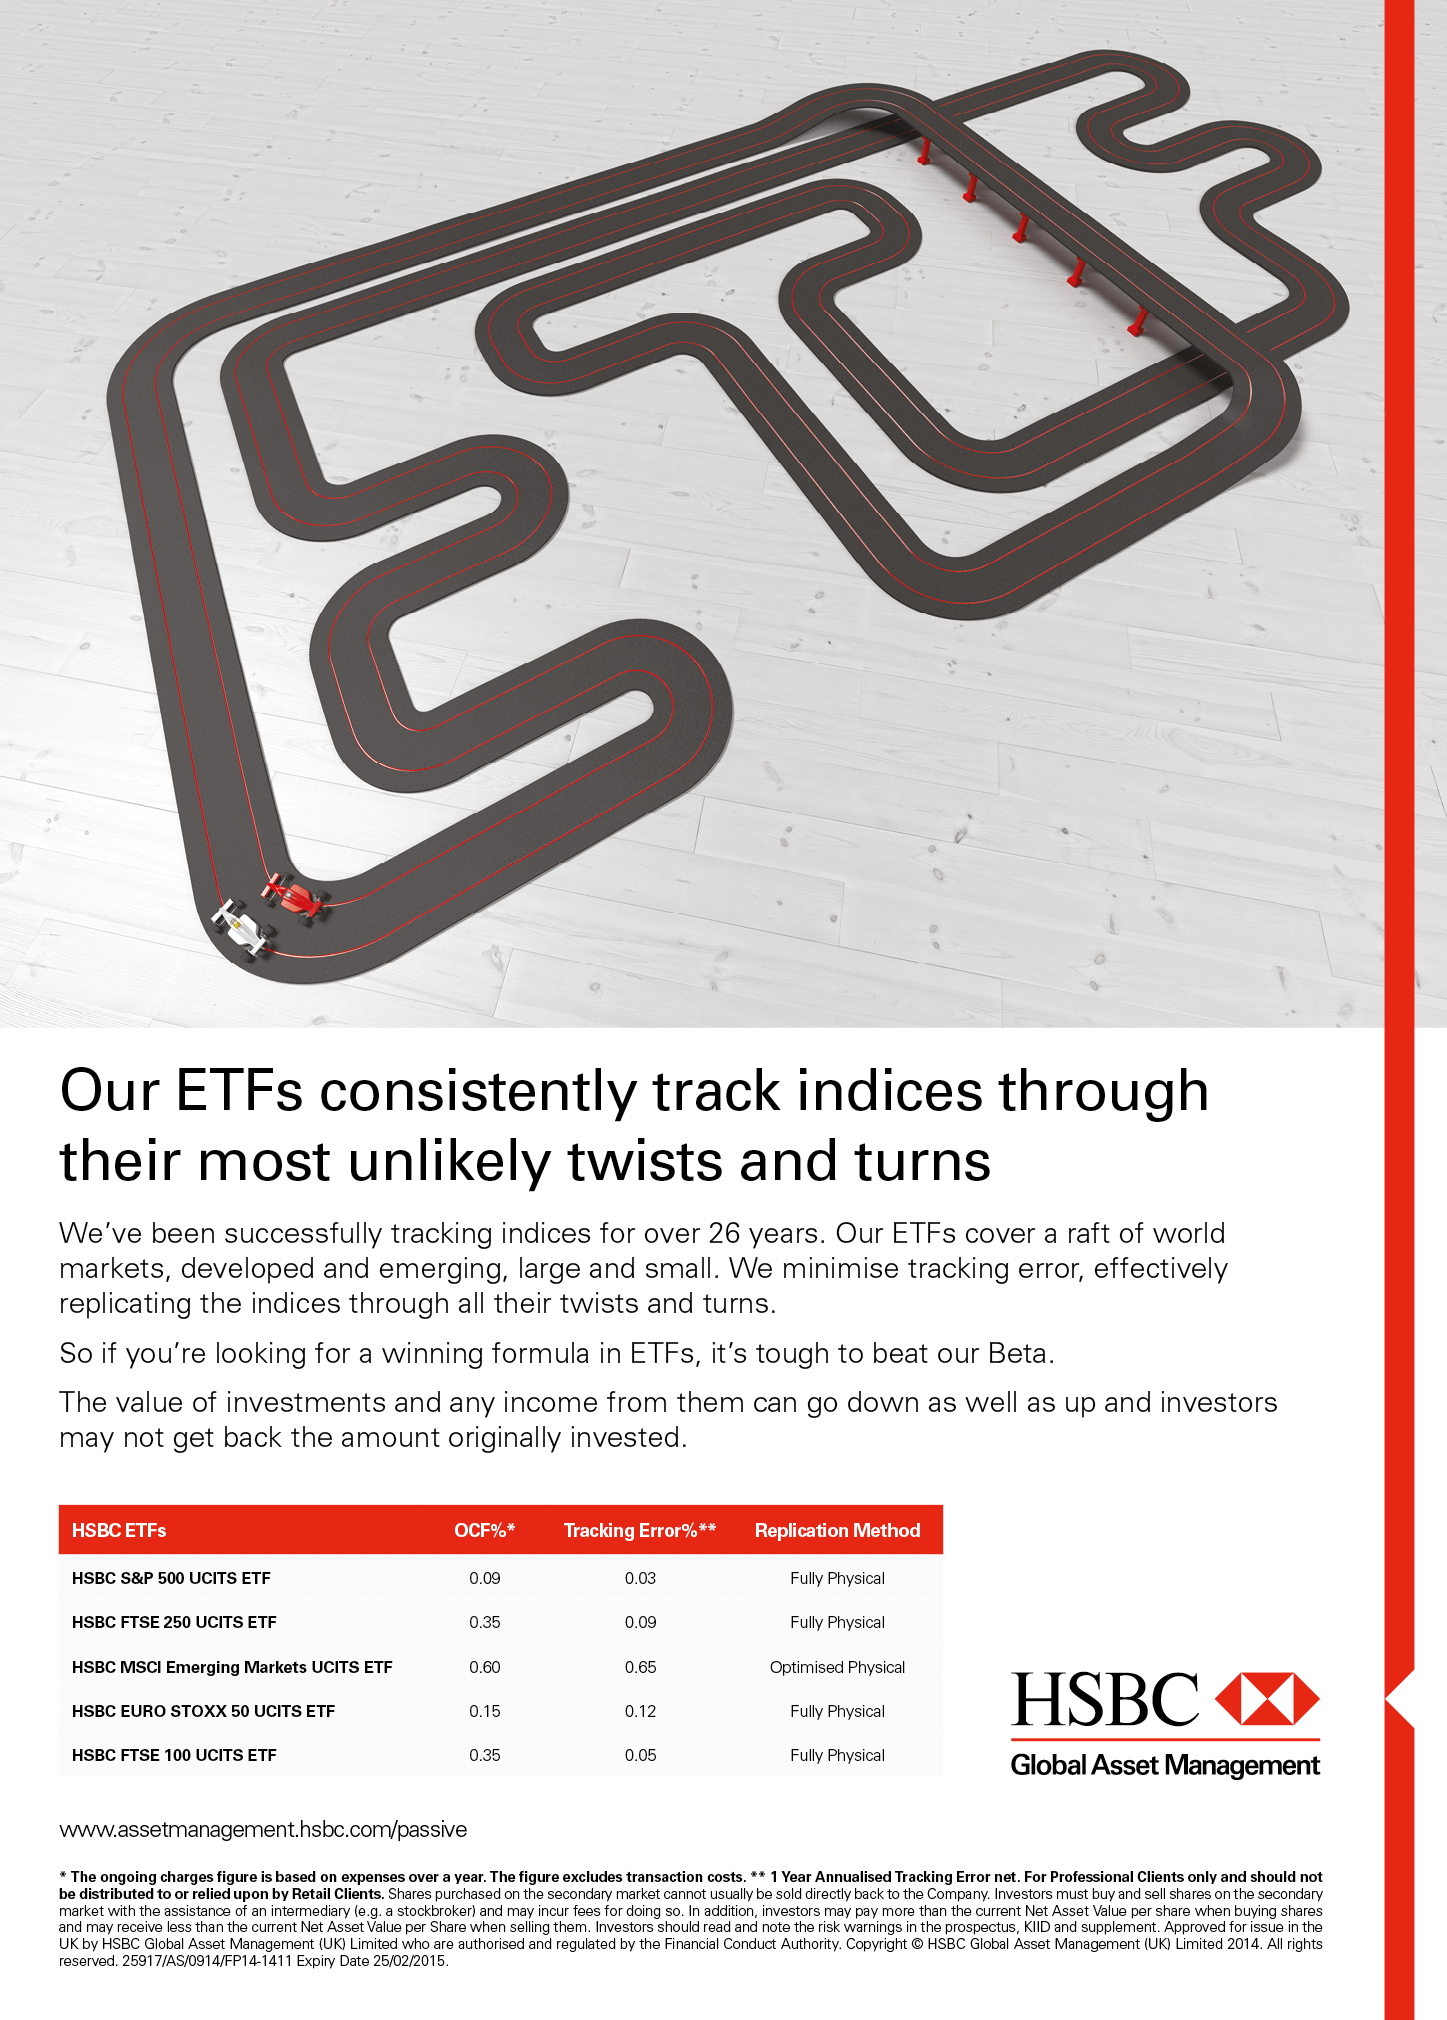 Our ETFs consistently track indices through
their most unlikely twists and turns
We’ve been successfully tracking indices for over 26 years. Our ETFs cover a raft of world
markets, developed and emerging, large and small. We minimise tracking error, effectively
replicating the indices through all their twists and turns.
So if you’re looking for a winning formula in ETFs, it’s tough to beat our Beta.
The value of investments and any income from them can go down as well as up and investors
may not get back the amount originally invested.
HSBC ETFs OCF%* Tracking Error%** Replication Method
HSBC S&P 500 UCITS ETF 0.09 0.03 Fully Physical
HSBC FTSE 250 UCITS ETF 0.35 0.09 Fully Physical
HSBC MSCI Emerging Markets UCITS ETF 0.60 0.65 Optimised Physical
HSBC EURO STOXX 50 UCITS ETF 0.15 0.12 Fully Physical
HSBC FTSE 100 UCITS ETF 0.35 0.05 Fully Physical
HSBC
Global Asset Management
www.assetmanagement.hsbc.com/passive
* The ongoing charges figure is based on expenses over a year. The figure excludes transaction costs. ** 1 Year Annualised Tracking Error net. For Professional Clients only and should not
be distributed to or relied upon by Retail Clients. Shares purchased on the secondary market cannot usually be sold directly back to the Company. Investors must buy and sell shares on the secondary
market with the assistance of an intermediary (e.g. a stockbroker) and may incur fees for doing so. In addition, investors may pay more than the current Net Asset Value per share when buying shares
and may receive less than the current Net Asset Value per Share when selling them. Investors should read and note the risk warnings in the prospectus, KIID and supplement. Approved for issue in the
UK by HSBC Global Asset Management (UK) Limited who are authorised and regulated by the Financial Conduct Authority. Copyright © HSBC Global Asset Management (UK) Limited 2014. All rights
reserved. 25917/AS/0914/FP14-1411 Expiry Date 25/02/2015.